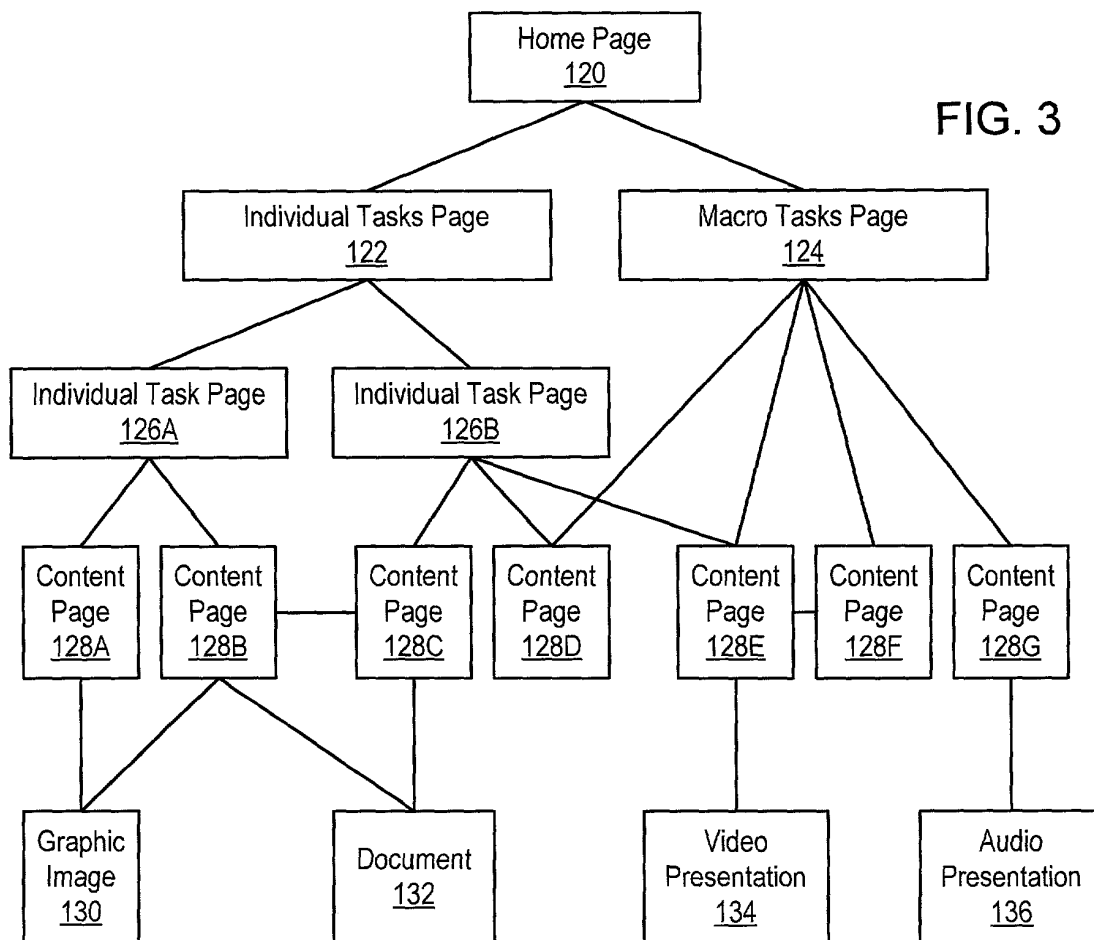 Home Page
120
FIG. 3
Individual Tasks Page
122
Macro Tasks Page
124
Individual Task Page
126A
Individual Task Page
126B
Content
Page
128A
Content
Page
128B
Content
Page
128C
Content
Page
128D
Content
Page
128E
Content
Page
128F
Content
Page
128G
Graphic
Image
130
Document
132
Video
Presentation
134
Audio
Presentation
136